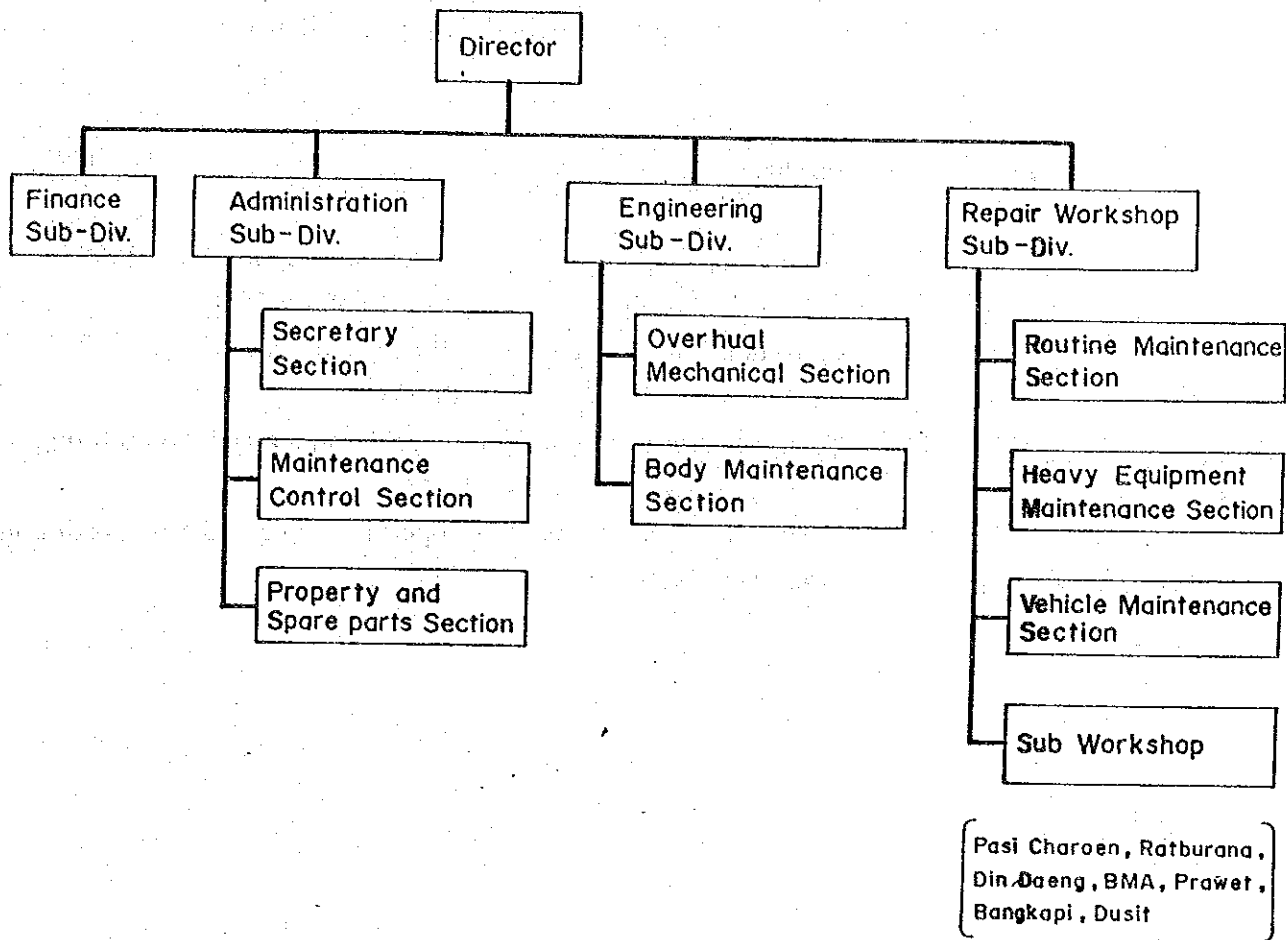 Director
Finance
Sub-Div.
Administration
Sub-Div.
Secretary
Section
Maintenance
Control Section
Property and
Spare parts Section
Engineering
Sub-Div.
Overhual
Mechanical Section
Body Maintenance
Section
Repair Workshop
Sub-Div.
Routine Maintenance
Section
Heavy Equipment
Maintenance Section
Vehicle Maintenance
Section
Sub Workshop
Pasi Charoen, Ratburana,
Din Daeng, BMA, Prawet,
Bangkapi, Dusit